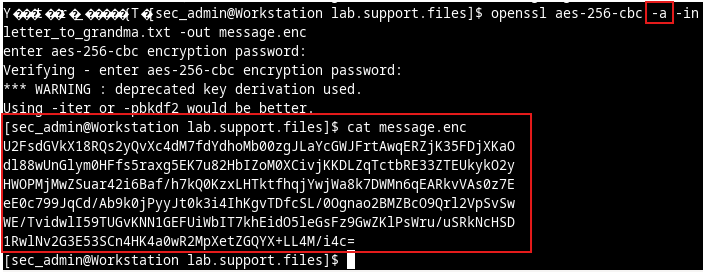 [sec_admin@Workstation lab.support.files]$ openssl aes-256-cbc -a -in
letter_to_grandma.txt -out message.enc
enter aes-256-cbc encryption password:
Verifying - enter aes-256-cbc encryption password:
*** WARNING : deprecated key derivation used.
Using -iter or -pbkdf2 would be better.
[sec_admin@Workstation lab.support.files]$ cat message.enc
U2FsdGVkX18RQs2yQvXc4dM7fdYdhoMb00zgJLaYcGWJFrtAwqERZjK35FDjXKaO
dl88wUnGlym0HFfs5raxg5EK7u82HbIZoM0XCivjKKDLZqTctbRE33ZTEUkykO2y
HWOPMjMwZSuar42i6Baf/h7kQ0KzxLHTktfhqjYwjWa8k7DWMn6qEARkvVAs0z7E
eE0c799JqCd/Ab9k0jPyyJt0k3i4IhKgvTDfcSL/0Ognao2BMZBcO9Qrl2VpSvSw
WE/TvidwlI59TUGvKNN1GEFUiWbIT7khEidO5leGsFz9GwZKlPsWru/uSRkNcHSD
1RwlNv2G3E53SCn4HK4a0wR2MpXetZGQYX+LL4M/i4c=
[sec_admin@Workstation lab.support.files]$